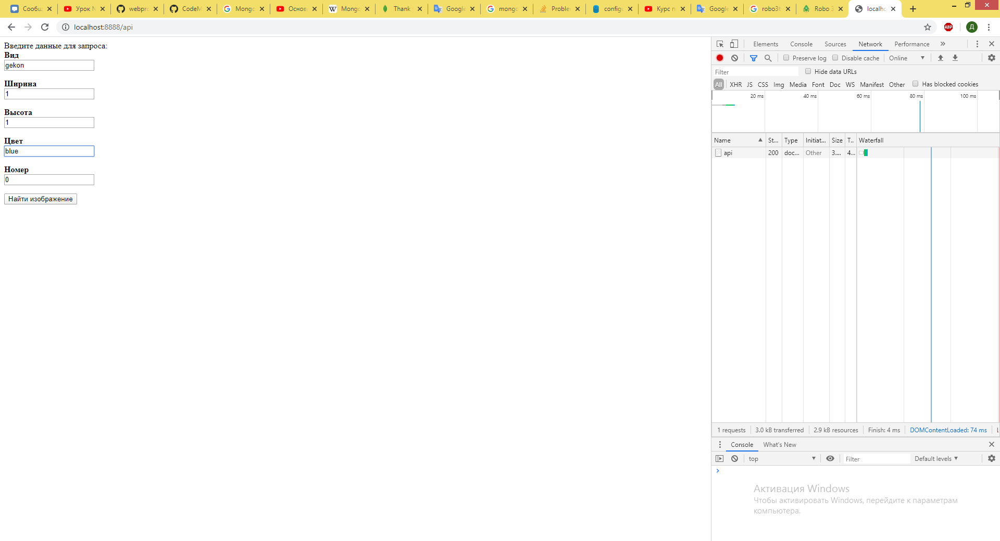 Сообщ Урок N webpro CodeM Mongo Основ Mongo Thank Google mongo Proble config Курс п Google robo3t Robo 3 localho
localhost:8888/api
Введите данные для запроса:
Вид
gekon
Ширина
1
Высота
1
Цвет
blue
Номер
0
Найти изображение
Elements Console Sources Network Performance »
Preserve log Disable cache Online
Filter Hide data URLs
All XHR JS CSS Img Media Font Doc WS Manifest Other Has blocked cookies
20 ms 40 ms 60 ms 80 ms 100 ms
Name St... Type Initiat... Size T.. Waterfall
api 200 doc... Other 3.... 4...
1 requests 3.0 kB transferred 2.9 kB resources Finish: 4 ms DOMContentLoaded: 74 ms L
Console What's New
top Filter Default levels
Активация Windows
Чтобы активировать Windows, перейдите к параметрам
компьютера.
ABP Д